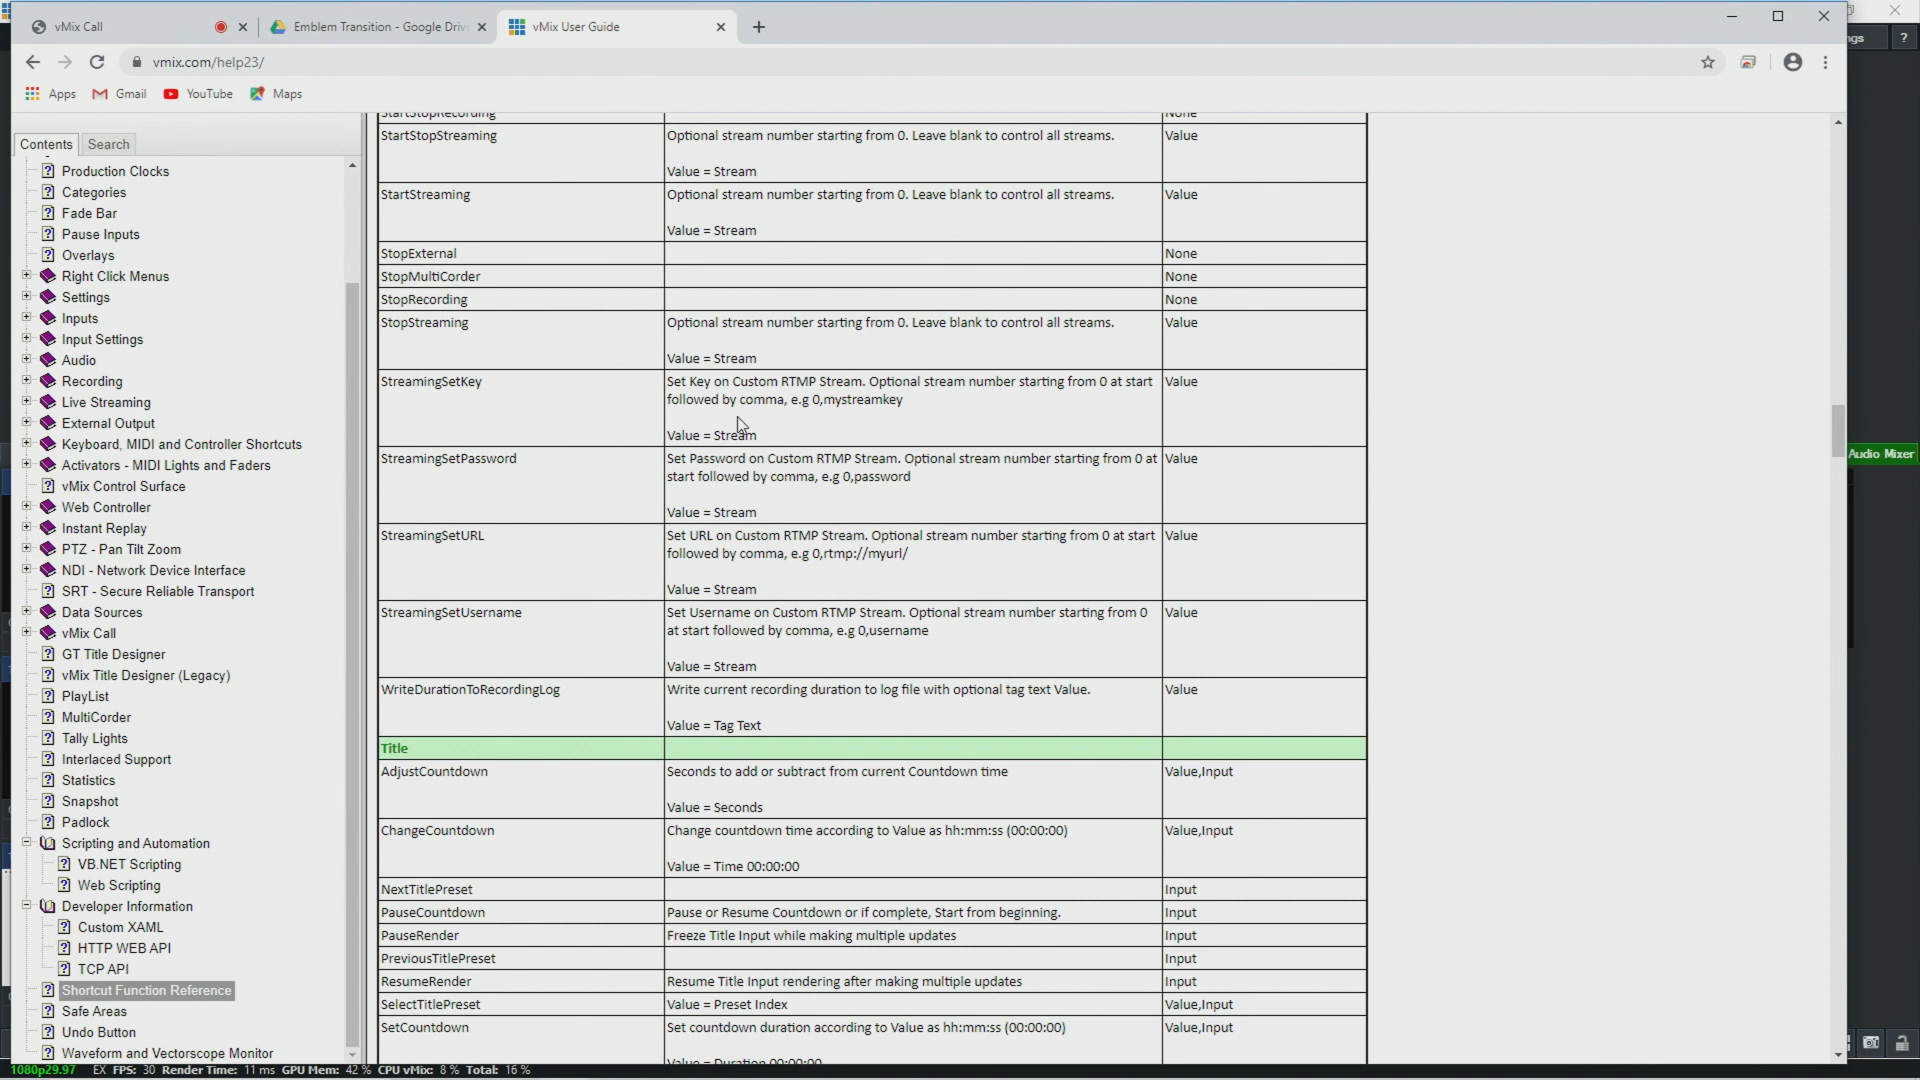 vMix Call
Emblem Transition - Google Driv
vMix User Guide
vmix.com/help23/
Apps
Gmail
YouTube
Maps
ngs
?
Audio Mixer
Contents
Search
Production Clocks
Categories
Fade Bar
Pause Inputs
Overlays
Right Click Menus
Settings
Inputs
Input Settings
Audio
Recording
Live Streaming
External Output
Keyboard, MIDI and Controller Shortcuts
Activators - MIDI Lights and Faders
vMix Control Surface
Web Controller
Instant Replay
PTZ - Pan Tilt Zoom
NDI - Network Device Interface
SRT - Secure Reliable Transport
Data Sources
vMix Call
GT Title Designer
vMix Title Designer (Legacy)
PlayList
MultiCorder
Tally Lights
Interlaced Support
Statistics
Snapshot
Padlock
Scripting and Automation
VB.NET Scripting
Web Scripting
Developer Information
Custom XAML
HTTP WEB API
TCP API
Shortcut Function Reference
Safe Areas
Undo Button
Waveform and Vectorscope Monitor
StartStopRecording None
StartStopStreaming Optional stream number starting from 0. Leave blank to control all streams. Value
Value = Stream
StartStreaming Optional stream number starting from 0. Leave blank to control all streams. Value
Value = Stream
StopExternal None
StopMultiCorder None
StopRecording None
StopStreaming Optional stream number starting from 0. Leave blank to control all streams. Value
Value = Stream
StreamingSetKey Set Key on Custom RTMP Stream. Optional stream number starting from 0 at start Value
followed by comma, e.g 0,mystreamkey
Value = Stream
StreamingSetPassword Set Password on Custom RTMP Stream. Optional stream number starting from 0 at Value
start followed by comma, e.g 0,password
Value = Stream
StreamingSetURL Set URL on Custom RTMP Stream. Optional stream number starting from 0 at start Value
followed by comma, e.g 0,rtmp://myurl/
Value = Stream
StreamingSetUsername Set Username on Custom RTMP Stream. Optional stream number starting from 0 Value
at start followed by comma, e.g 0,username
Value = Stream
WriteDurationToRecordingLog Write current recording duration to log file with optional tag text Value. Value
Value = Tag Text
Title
AdjustCountdown Seconds to add or subtract from current Countdown time Value,Input
Value = Seconds
ChangeCountdown Change countdown time according to Value as hh:mm:ss (00:00:00) Value,Input
Value = Time 00:00:00
NextTitlePreset Input
PauseCountdown Pause or Resume Countdown or if complete, Start from beginning. Input
PauseRender Freeze Title Input while making multiple updates Input
PreviousTitlePreset Input
ResumeRender Resume Title Input rendering after making multiple updates Input
SelectTitlePreset Value = Preset Index Value,Input
SetCountdown Set countdown duration according to Value as hh:mm:ss (00:00:00) Value,Input
Value = Duration 00:00:00
1080p29.97 EX FPS: 30 Render Time: 11 ms GPU Mem: 42 % CPU vMix: 8 % Total: 16 %